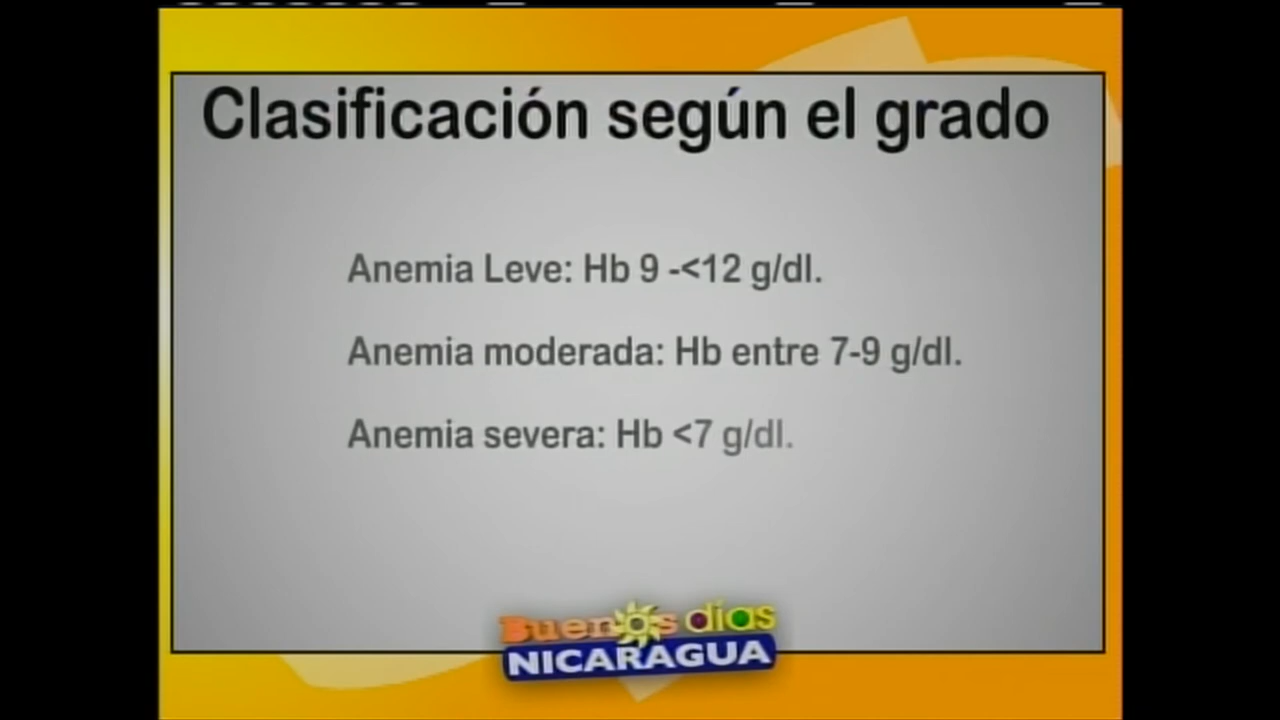 Clasificación según el grado
Anemia Leve: Hb 9 -<12 g/dl.
Anemia moderada: Hb entre 7-9 g/dl.
Anemia severa: Hb <7 g/dl.
Buenos días
NICARAGUA